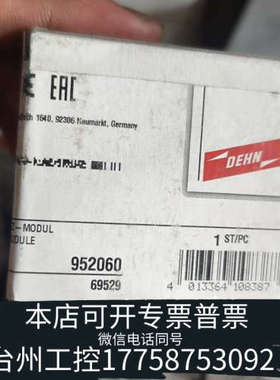 EAC
1640, 92306 Neumarkt, Germany
DEHN
-MODUL
1 ST/PC
952060
69529
4 013364 108387
本店可开专票普票
微信电话同号
台州工控17758753092